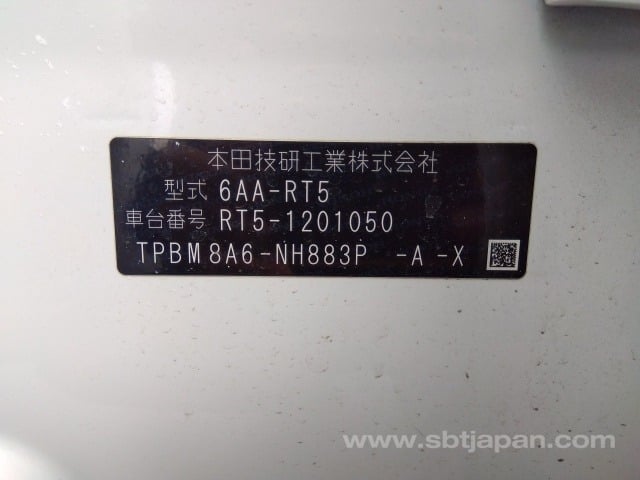 本田技研工業株式会社
型式 6AA-RT5
車台番号 RT5-1201050
TPBM8A6-NH883P -A -X
www.sbtjapan.com